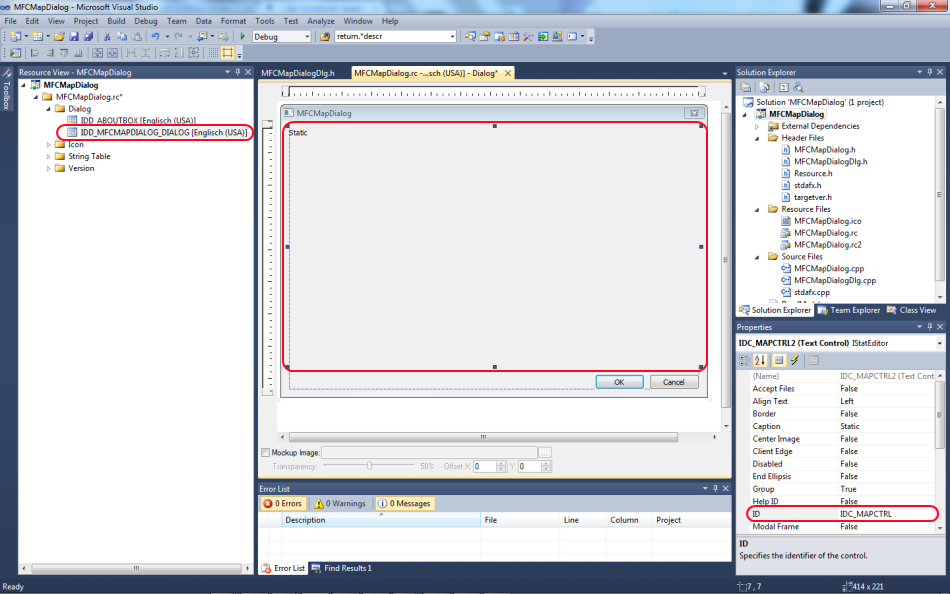 MFCMapDialog - Microsoft Visual Studio
File Edit View Project Build Debug Team Data Format Tools Test Analyze Window Help
Debug return.*descr
Toolbox
Resource View - MFCMapDialog
MFCMapDialog
MFCMapDialog.rc*
Dialog
IDD_ABOUTBOX [Englisch (USA)]
IDD_MFCMAPDIALOG_DIALOG [Englisch (USA)]
Icon
String Table
Version
MFCMapDialogDlg.h MFCMapDialog.rc -...sch (USA)] - Dialog*
MFCMapDialog
Static
OK Cancel
Mockup Image: ...
Transparency: 50% Offset X: 0 Y: 0
Error List
0 Errors 0 Warnings 0 Messages
Description File Line Column Project
Error List Find Results 1
Solution Explorer
Solution 'MFCMapDialog' (1 project)
MFCMapDialog
External Dependencies
Header Files
MFCMapDialog.h
MFCMapDialogDlg.h
Resource.h
stdafx.h
targetver.h
Resource Files
MFCMapDialog.ico
MFCMapDialog.rc
MFCMapDialog.rc2
Source Files
MFCMapDialog.cpp
MFCMapDialogDlg.cpp
stdafx.cpp
Solution Explorer Team Explorer Class View
Properties
IDC_MAPCTRL2 (Text Control) IStatEditor
(Name) IDC_MAPCTRL2 (Text Cont
Accept Files False
Align Text Left
Border False
Caption Static
Center Image False
Client Edge False
Disabled False
End Ellipsis False
Group True
Help ID False
ID IDC_MAPCTRL
Modal Frame False
ID
Specifies the identifier of the control.
Ready 7 , 7 414 x 221